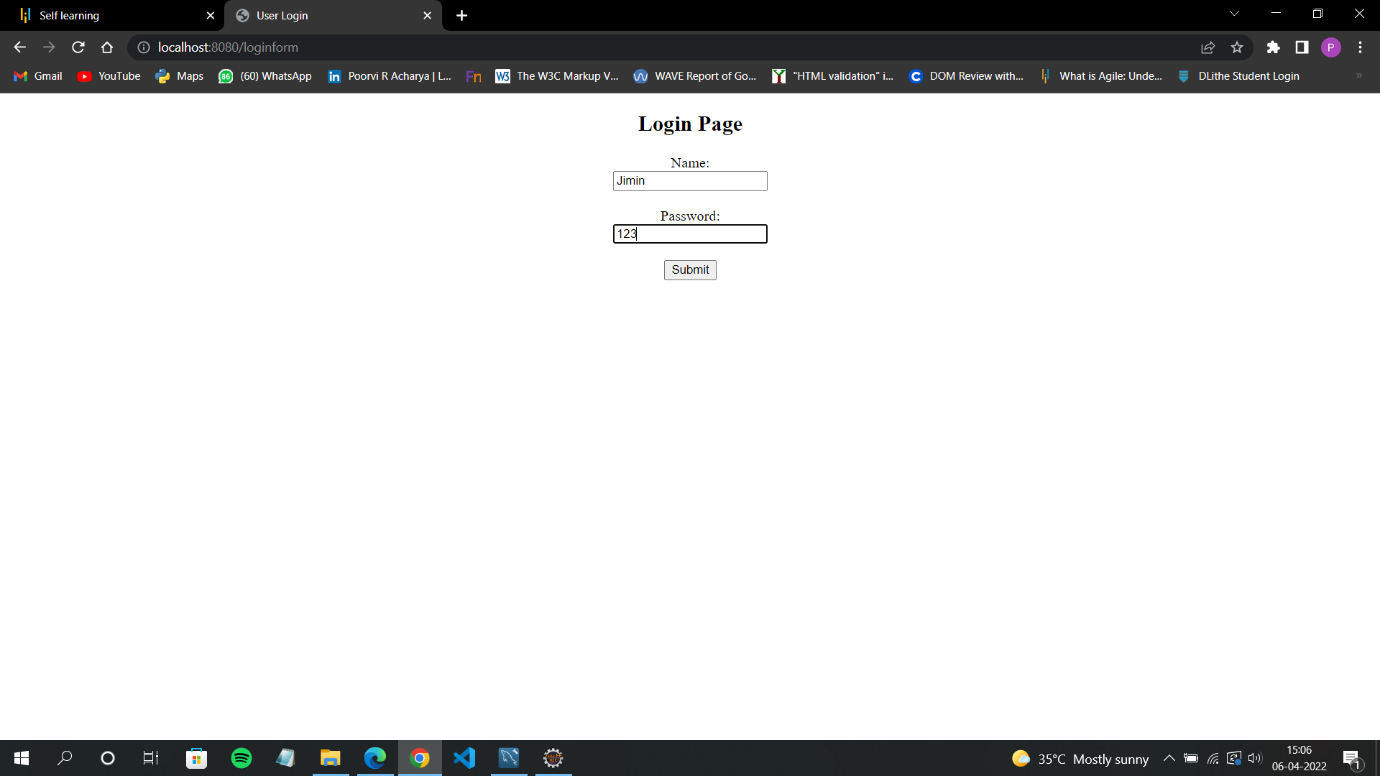 Self learning
User Login
localhost:8080/loginform
P
Gmail
YouTube
Maps
(60) WhatsApp
Poorvi R Acharya | L...
Fn
The W3C Markup V...
WAVE Report of Go...
"HTML validation" i...
DOM Review with...
What is Agile: Unde...
DLithe Student Login
»
Login Page
Name:
Jimin
Password:
123
Submit
35°C Mostly sunny
15:06
06-04-2022
1